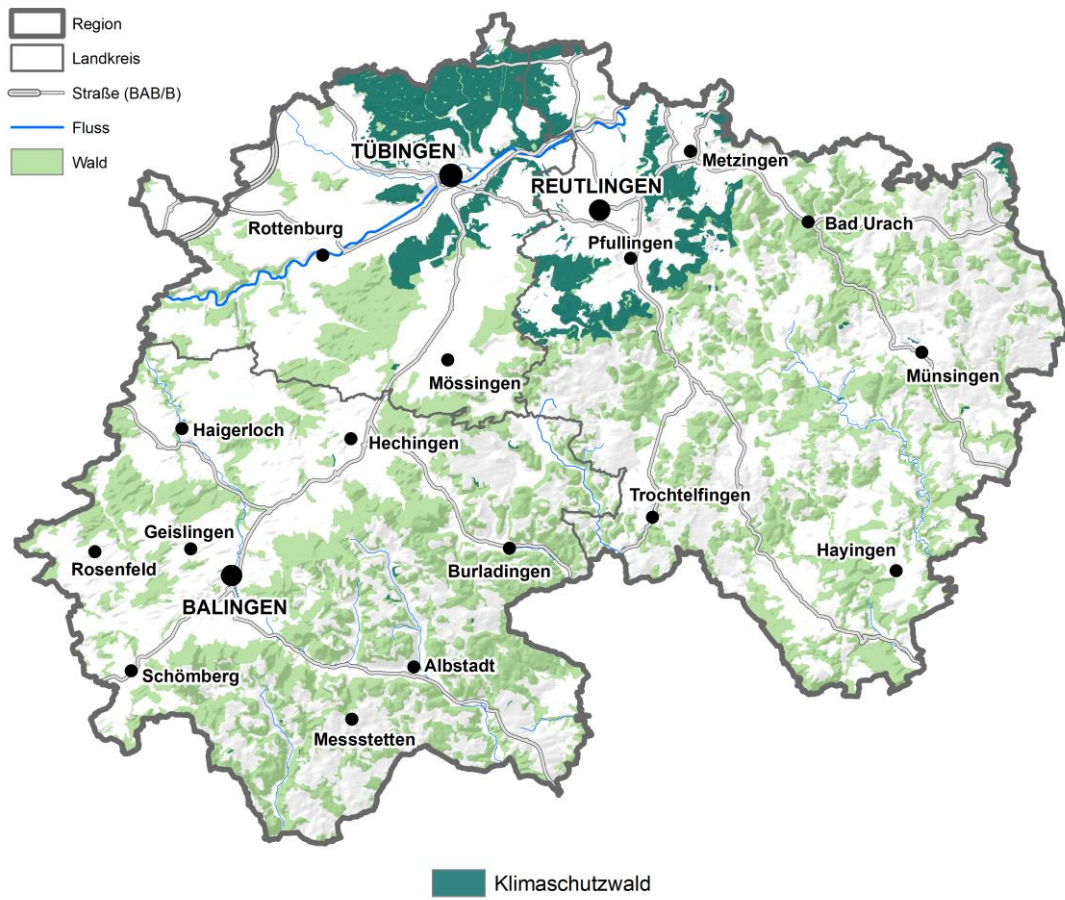 Region
Landkreis
Straße (BAB/B)
Fluss
Wald
TÜBINGEN
Metzingen
REUTLINGEN
Bad Urach
Rottenburg
Pfullingen
Münsingen
Mössingen
Haigerloch
Hechingen
Trochtelfingen
Geislingen
Rosenfeld
Burladingen
Hayingen
BALINGEN
Albstadt
Schömberg
Messstetten
Klimaschutzwald